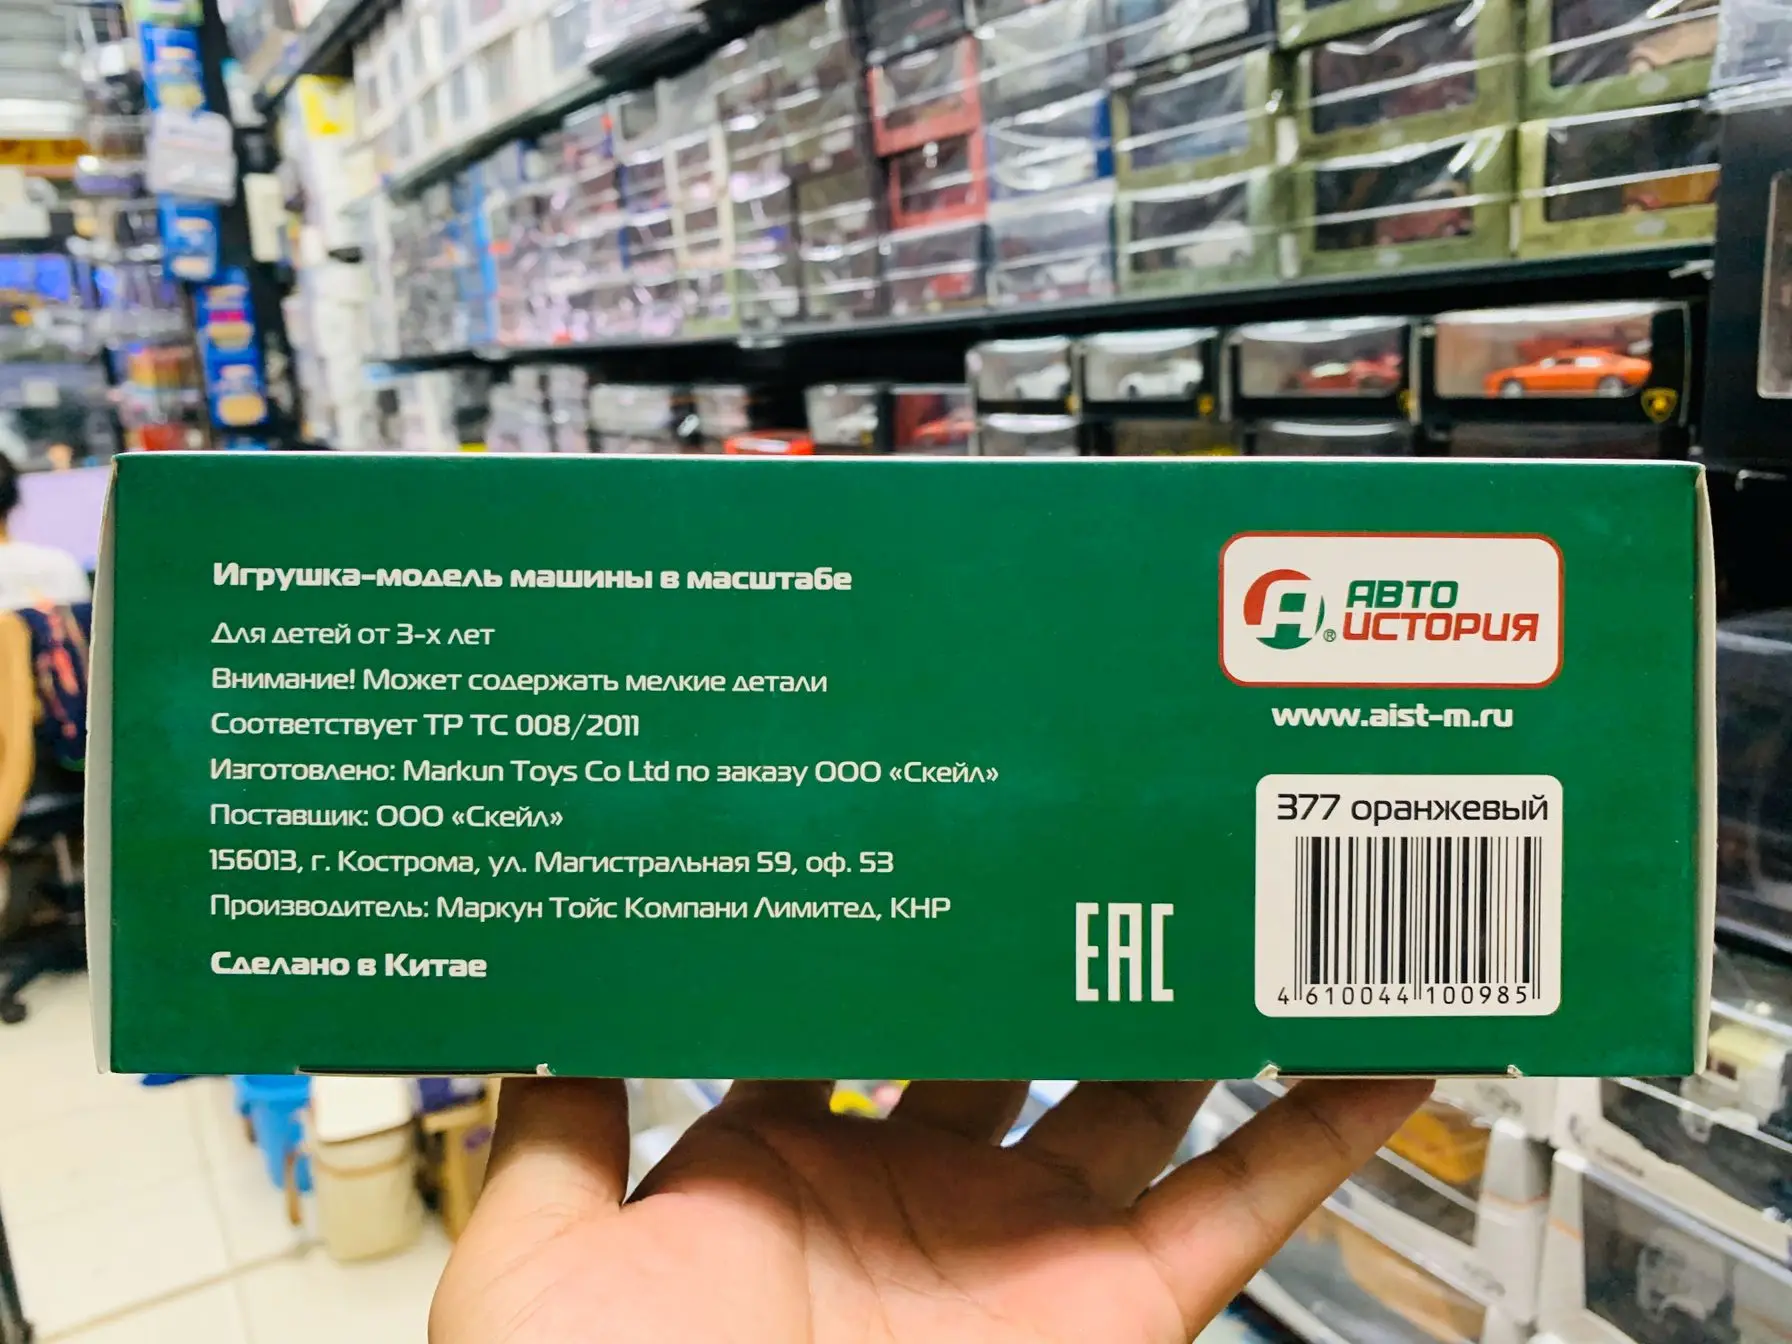 Игрушка-модель машины в масштабе
Для детей от 3-х лет
Внимание! Может содержать мелкие детали
Соответствует ТР ТС 008/2011
Изготовлено: Markun Toys Co Ltd по заказу ООО «Скейл»
Поставщик: ООО «Скейл»
156013, г. Кострома, ул. Магистральная 59, оф. 53
Производитель: Маркун Тойс Компани Лимитед, КНР
Сделано в Китае
EAC
А® АВТО
ИСТОРИЯ
www.aist-m.ru
377 оранжевый
4 610044 100985